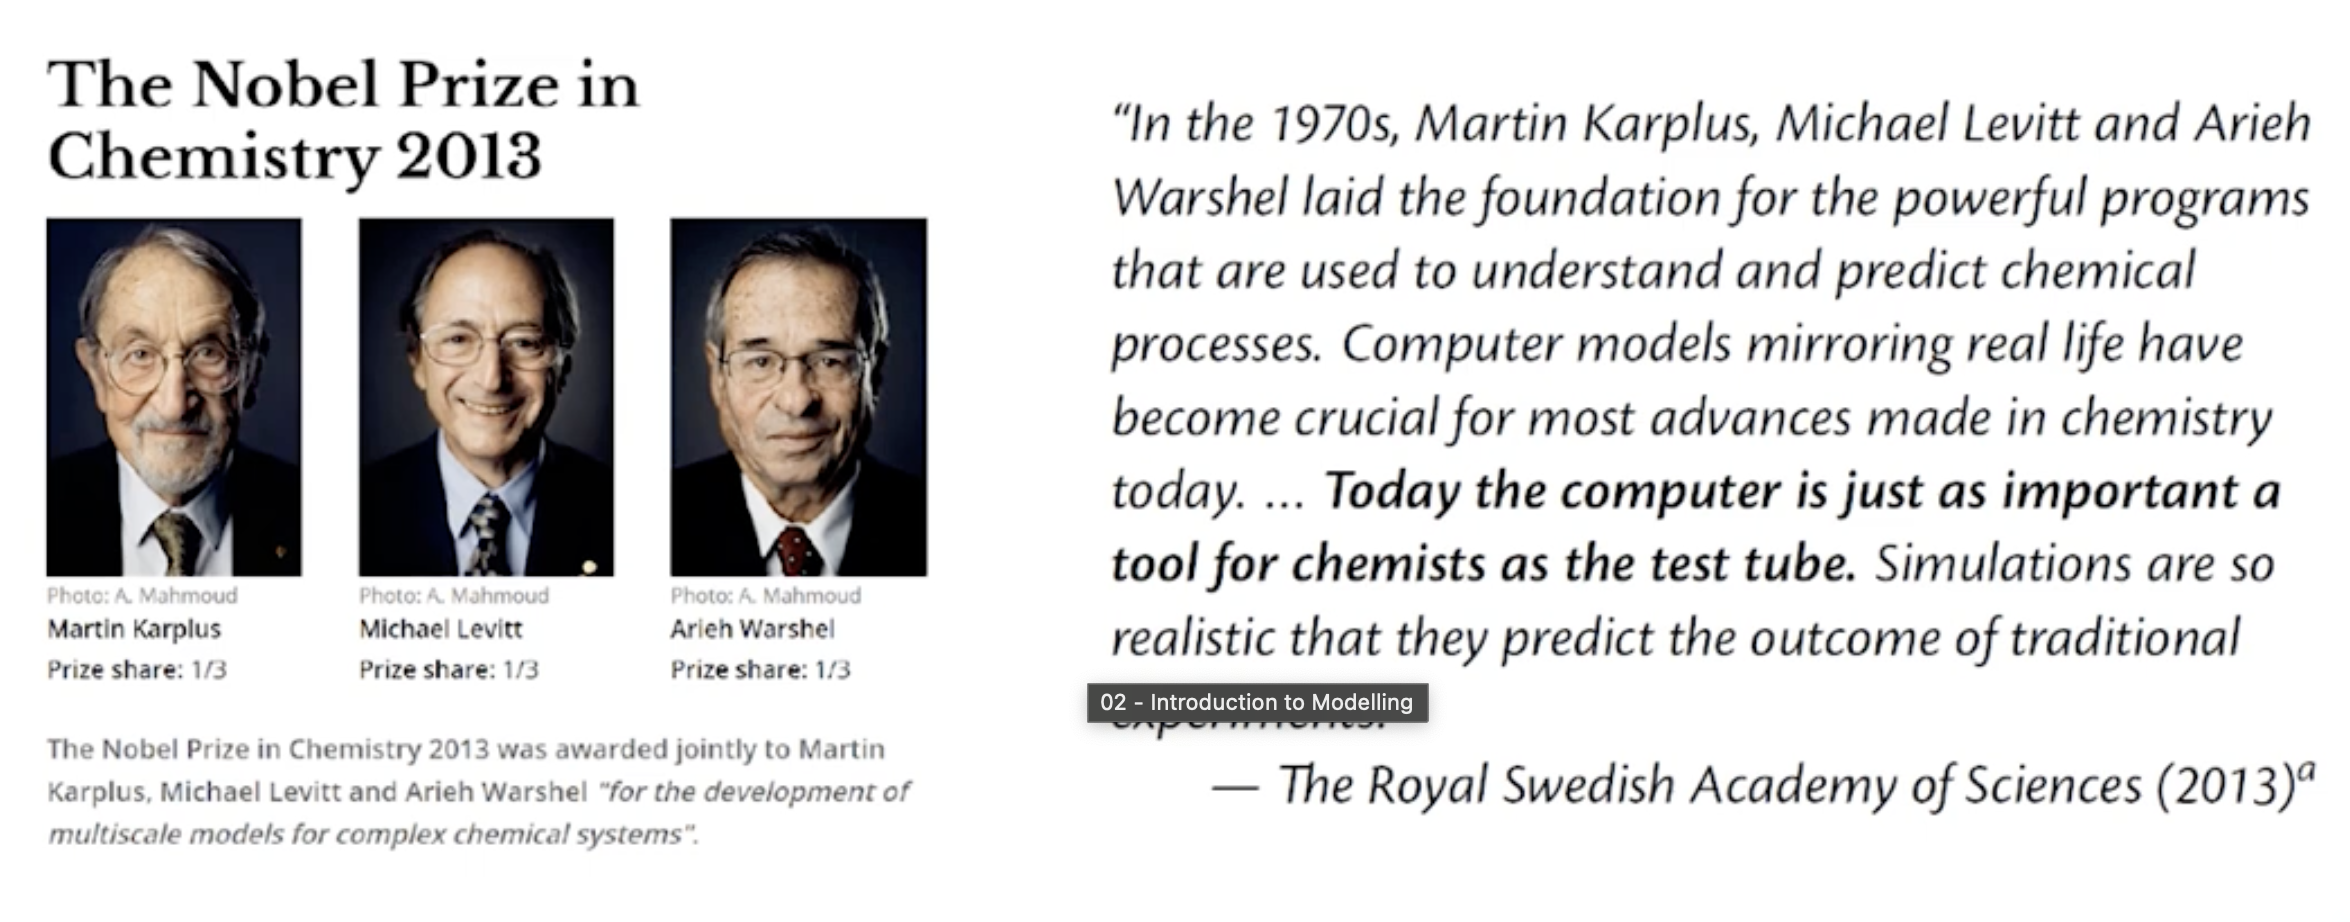 The Nobel Prize in
Chemistry 2013
Photo: A. Mahmoud
Martin Karplus
Prize share: 1/3
Photo: A. Mahmoud
Michael Levitt
Prize share: 1/3
Photo: A. Mahmoud
Arieh Warshel
Prize share: 1/3
The Nobel Prize in Chemistry 2013 was awarded jointly to Martin
Karplus, Michael Levitt and Arieh Warshel "for the development of
multiscale models for complex chemical systems".
“In the 1970s, Martin Karplus, Michael Levitt and Arieh
Warshel laid the foundation for the powerful programs
that are used to understand and predict chemical
processes. Computer models mirroring real life have
become crucial for most advances made in chemistry
today. ... Today the computer is just as important a
tool for chemists as the test tube. Simulations are so
realistic that they predict the outcome of traditional
02 - Introduction to Modelling
experiments.
— The Royal Swedish Academy of Sciences (2013)ᵃ